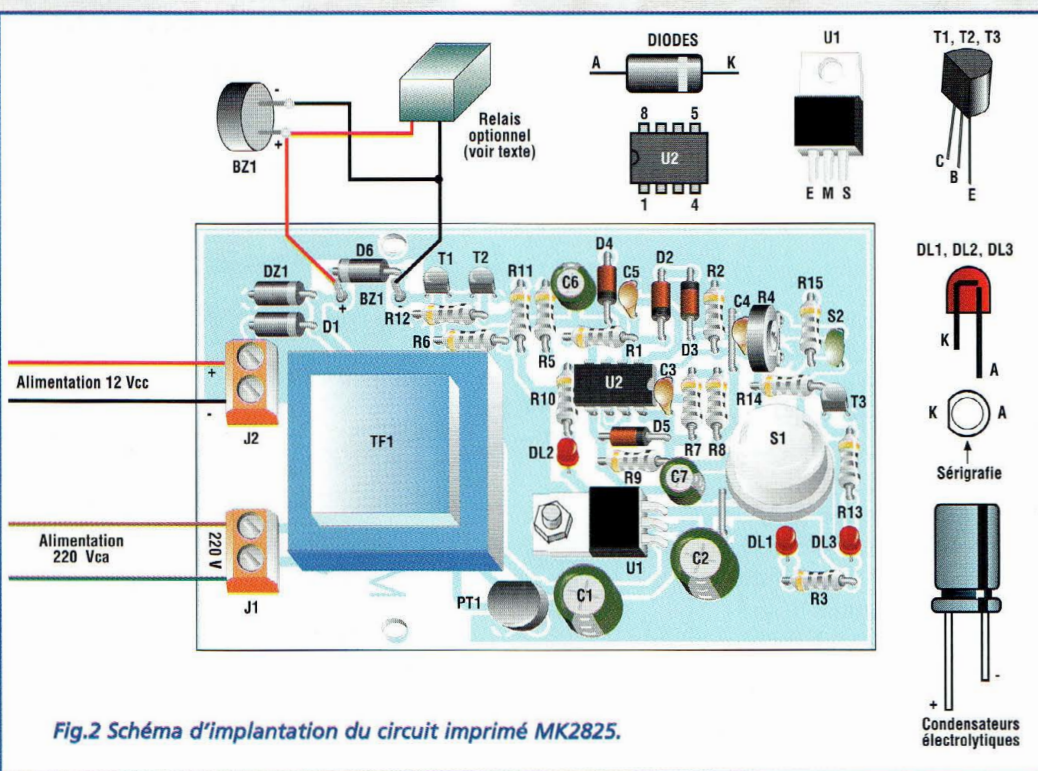 DIODES
A
K
8
5
U2
1
4
U1
E M S
T1, T2, T3
C
B
E
-
+
BZ1
Relais
optionnel
(voir texte)
D6
DZ1
D1
BZ1
+
-
T1
T2
R12
R6
R11
R5
C6
D4
C5
R1
D2
D3
R2
C4
R4
R15
S2
R14
T3
R10
U2
C3
D5
R9
R7
R8
DL2
S1
R13
C7
U1
C2
DL1
DL3
R3
TF1
PT1
C1
Alimentation 12 Vcc
+
-
J2
Alimentation
220 Vca
220 V
J1
DL1, DL2, DL3
K
A
K
A
Sérigrafie
+
-
Condensateurs
électrolytiques
Fig.2 Schéma d'implantation du circuit imprimé MK2825.